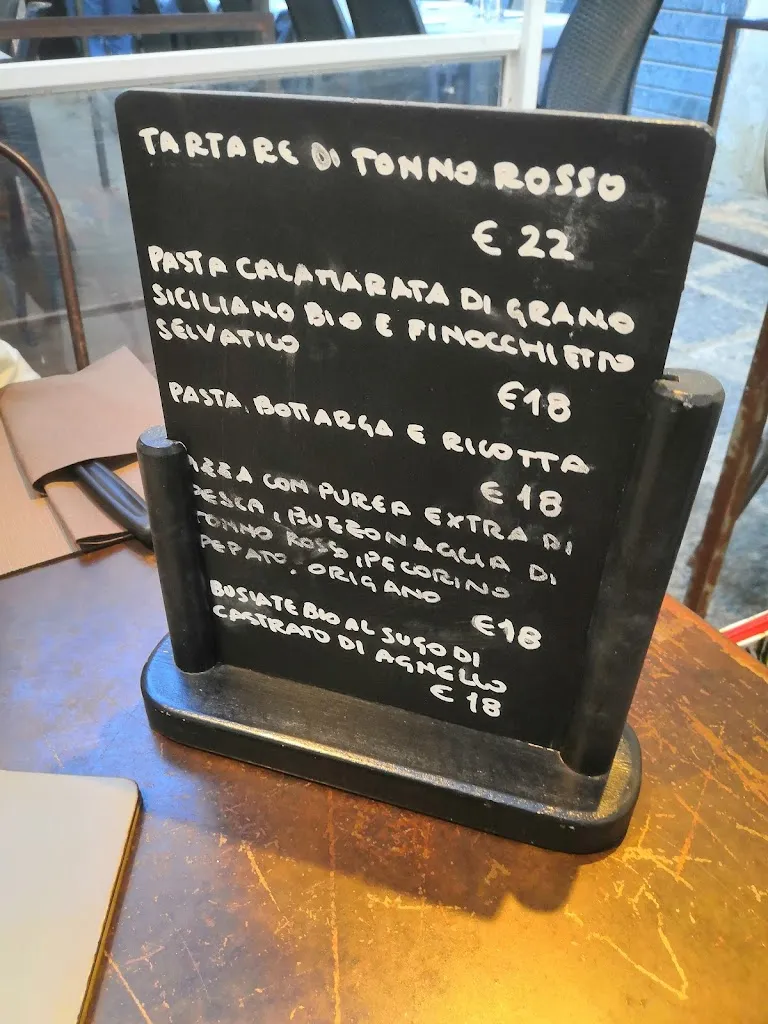 TARTARE DI TONNO ROSSO
€ 22
PASTA CALAMARATA DI GRANO
SICILIANO BIO E FINOCCHIETTO
SELVATICO
€18
PASTA, BOTTARGA E RICOTTA
€ 18
CON PUREA EXTRA DI
PESCA, BUZZONAGLIA DI
TONNO ROSSO, PECORINO
PEPATO, ORIGANO
€18
BUSIATE BIO AL SUGO DI
CASTRATO DI AGNELLO
€ 18